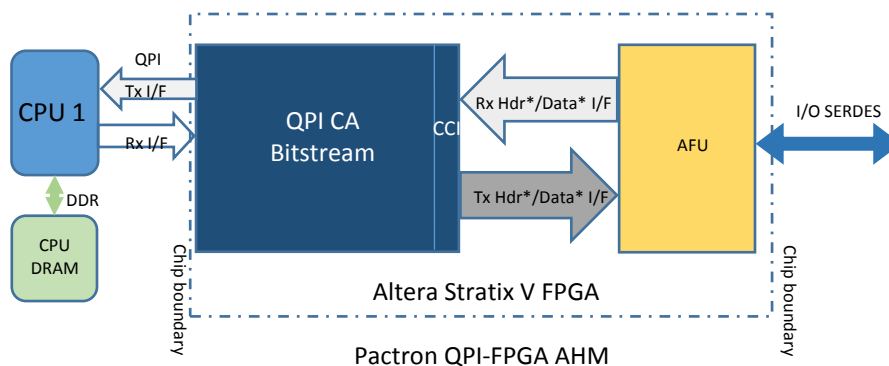 QPI
Tx I/F
CPU 1
Rx I/F
DDR
CPU
DRAM
Chip boundary
QPI CA
Bitstream
CCI
Rx Hdr*/Data* I/F
Tx Hdr*/Data* I/F
AFU
I/O SERDES
Chip boundary
Altera Stratix V FPGA
Pactron QPI-FPGA AHM